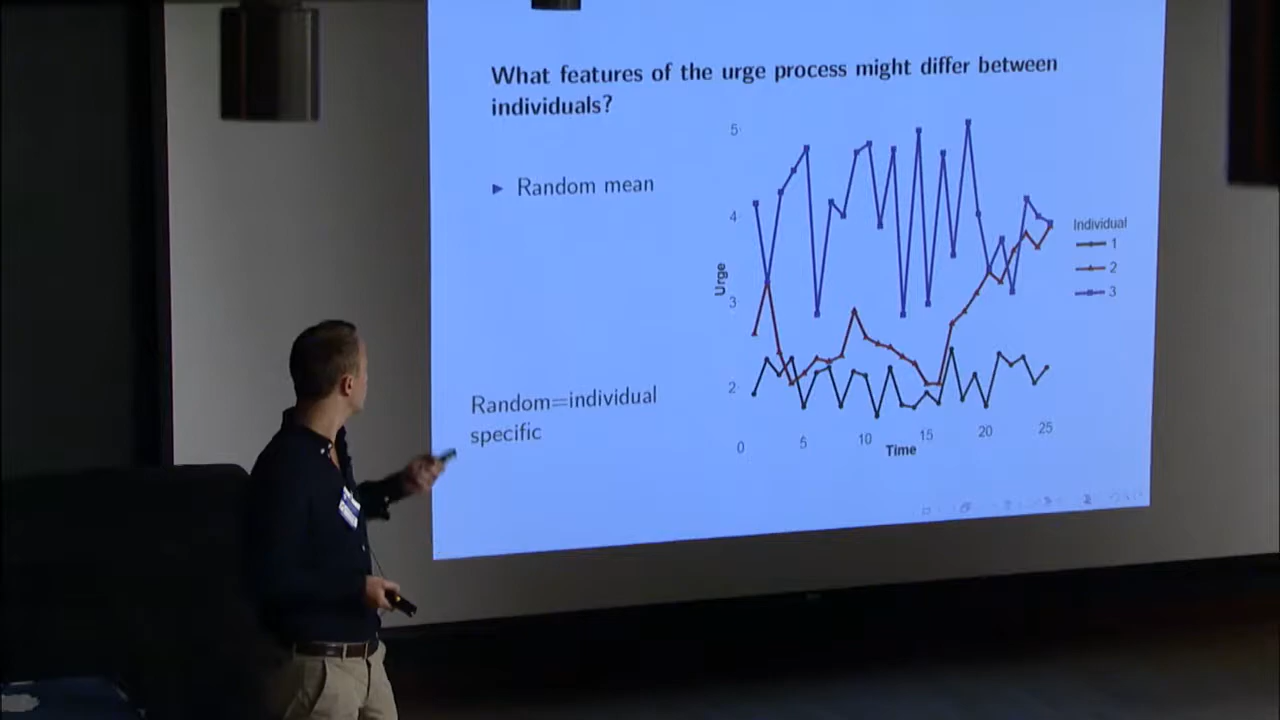 What features of the urge process might differ between
individuals?
► Random mean
Random=individual
specific
5
4
3
2
Urge
0 5 10 15 20 25
Time
Individual
1
2
3